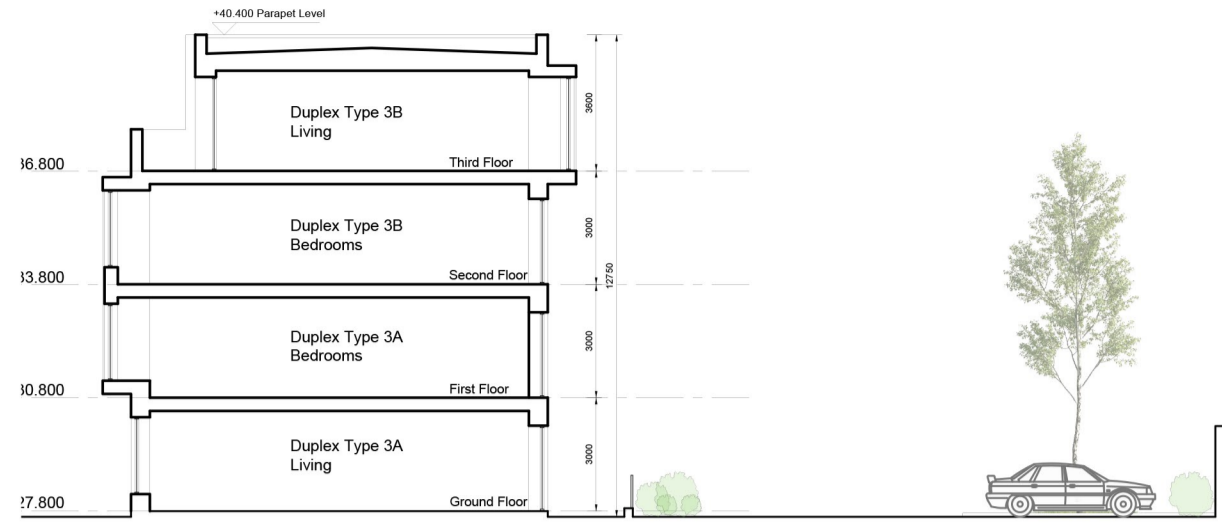 +40.400 Parapet Level
Duplex Type 3B
Living
3600
36.800
Third Floor
Duplex Type 3B
Bedrooms
3000
33.800
Second Floor
12750
Duplex Type 3A
Bedrooms
3000
30.800
First Floor
Duplex Type 3A
Living
3000
27.800
Ground Floor